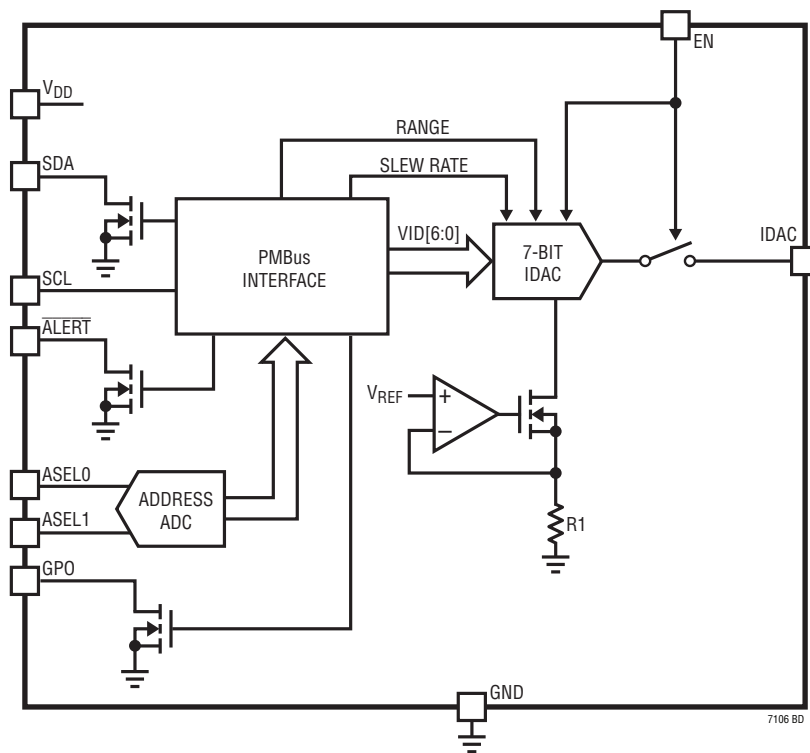 EN
VDD
RANGE
SDA
SLEW RATE
VID[6:0]
IDAC
PMBus
INTERFACE
7-BIT
IDAC
SCL
ALERT
VREF
+
–
ASEL0
ADDRESS
ADC
ASEL1
R1
GPO
GND
7106 BD